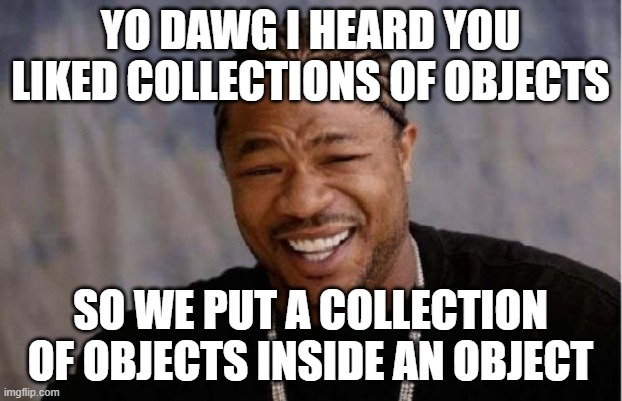 YO DAWG I HEARD YOU
LIKED COLLECTIONS OF OBJECTS
SO WE PUT A COLLECTION
OF OBJECTS INSIDE AN OBJECT
imgflip.com